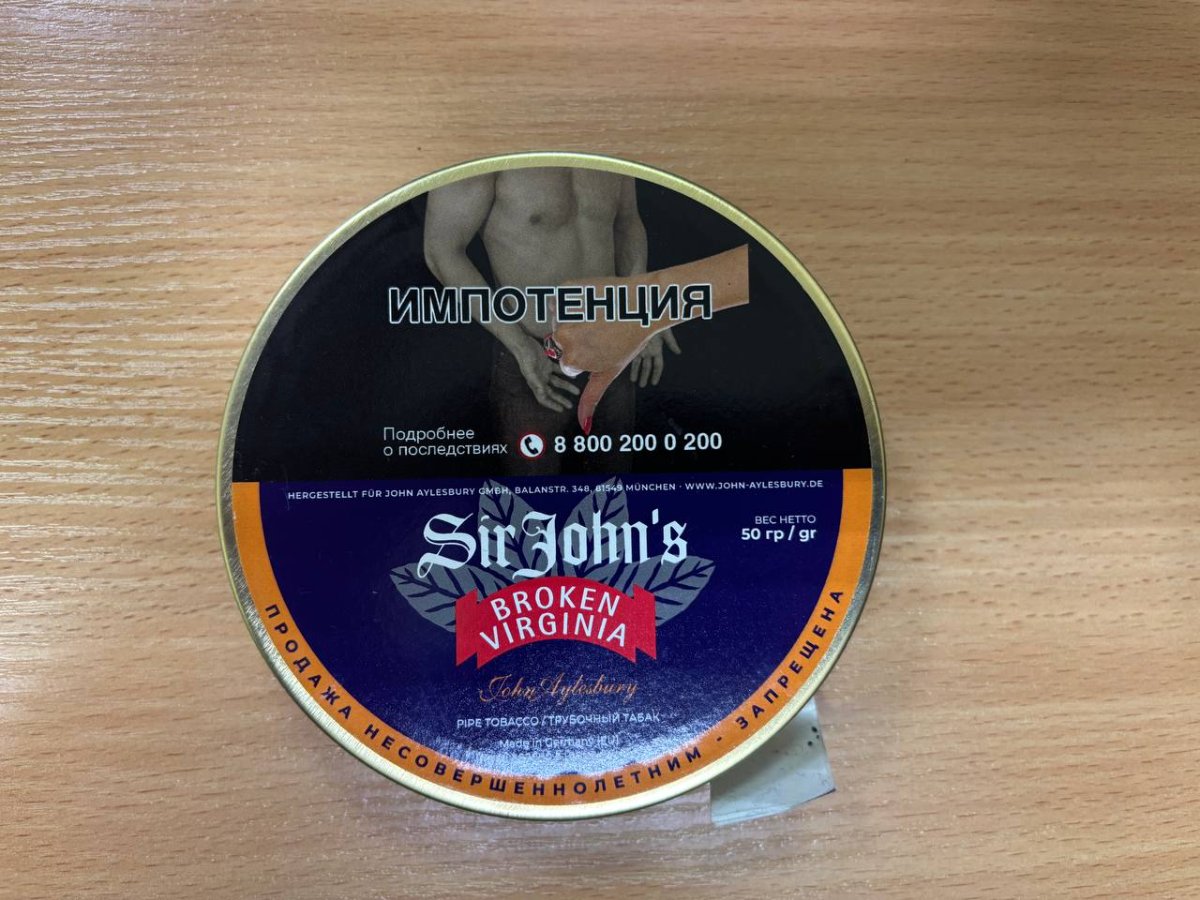 ИМПОТЕНЦИЯ
Подробнее
о последствиях 8 800 200 0 200
HERGESTELLT FÜR JOHN AYLESBURY GMBH, BALANSTR. 348, 81549 MÜNCHEN · WWW.JOHN-AYLESBURY.DE
ВЕС НЕТТО
50 гр / gr
Sir John's
BROKEN
VIRGINIA
John Aylesbury
PIPE TOBACCO / ТРУБОЧНЫЙ ТАБАК
Made in Germany (EU)
ПРОДАЖА НЕСОВЕРШЕННОЛЕТНИМ - ЗАПРЕЩЕНА